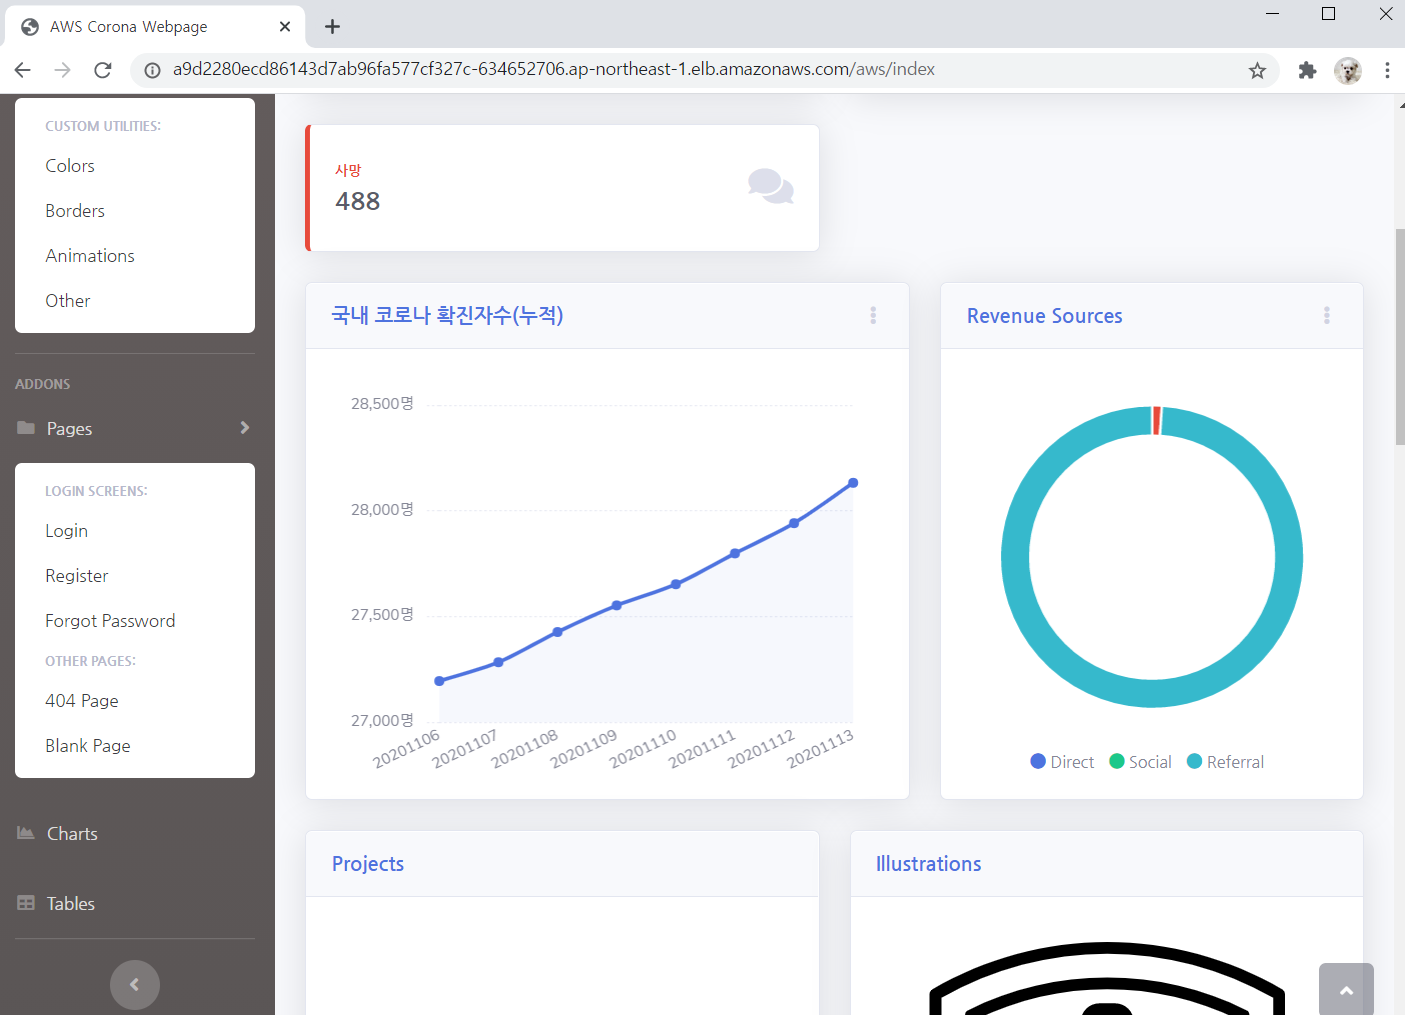 AWS Corona Webpage
a9d2280ecd86143d7ab96fa577cf327c-634652706.ap-northeast-1.elb.amazonaws.com/aws/index
CUSTOM UTILITIES:
Colors
Borders
Animations
Other
ADDONS
Pages
LOGIN SCREENS:
Login
Register
Forgot Password
OTHER PAGES:
404 Page
Blank Page
Charts
Tables
사망
488
국내 코로나 확진자수(누적)
28,500명
28,000명
27,500명
27,000명
20201106 20201107 20201108 20201109 20201110 20201111 20201112 20201113
Revenue Sources
Direct Social Referral
Projects
Illustrations